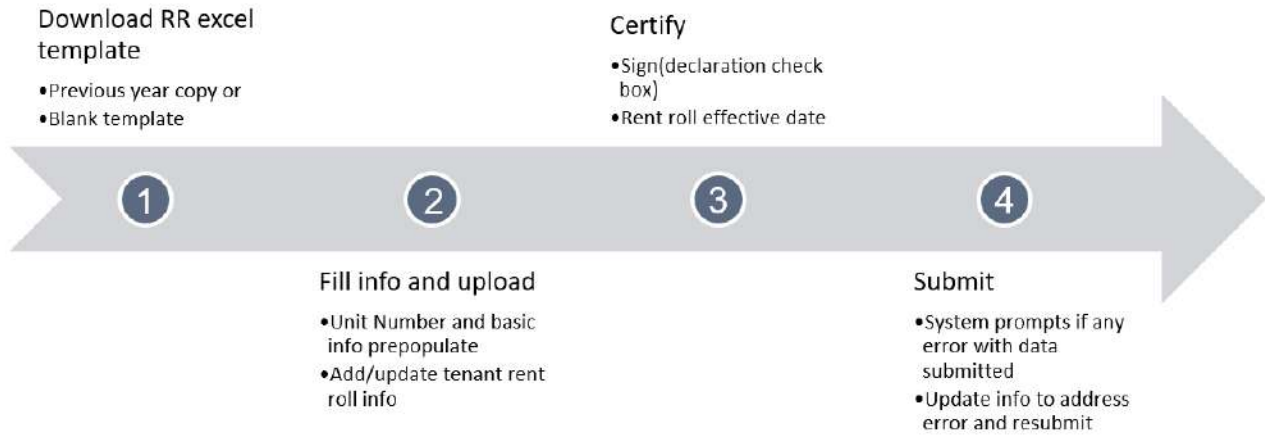 Download RR excel
template
•Previous year copy or
•Blank template
1
Fill info and upload
•Unit Number and basic
info prepopulate
•Add/update tenant rent
roll info
2
Certify
•Sign(declaration check
box)
•Rent roll effective date
3
Submit
•System prompts if any
error with data
submitted
•Update info to address
error and resubmit
4